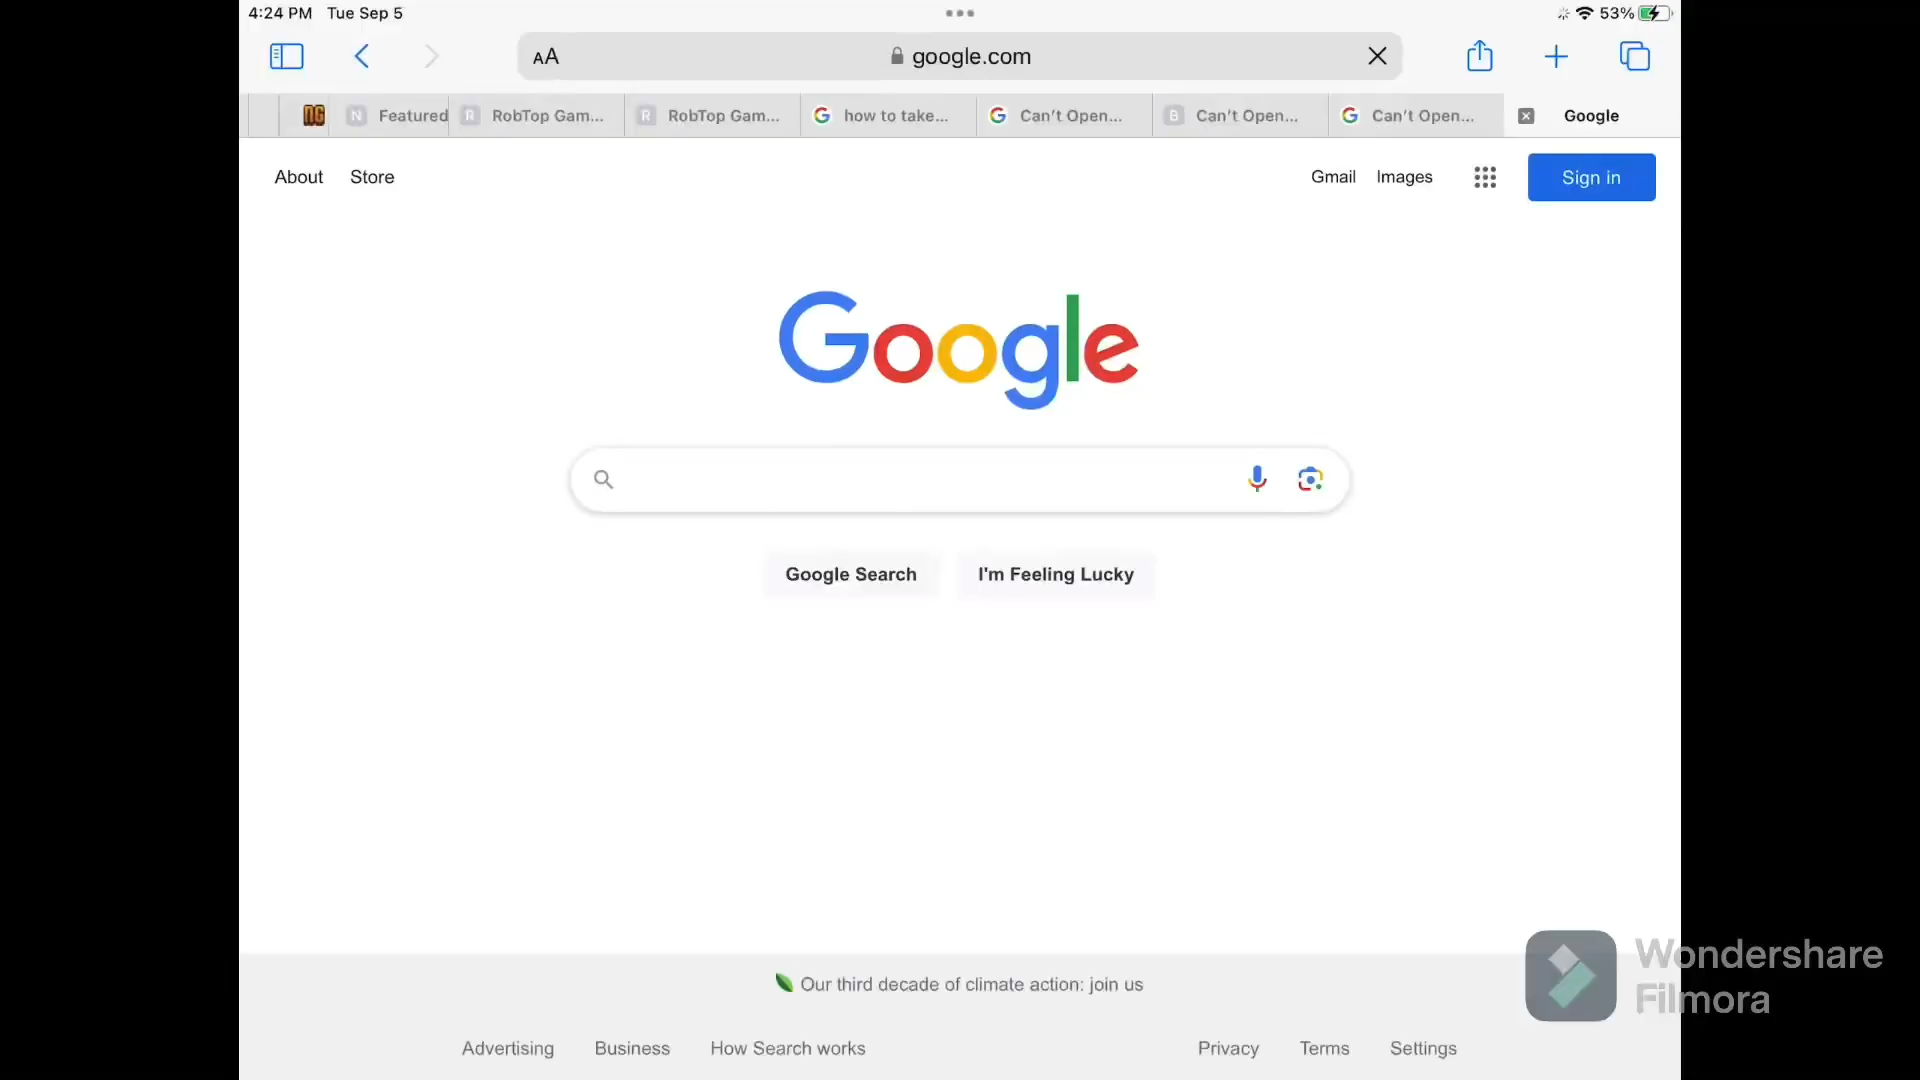 4:24 PM Tue Sep 5
53%
AA
google.com
NG
N Featured
R RobTop Gam...
R RobTop Gam...
G how to take...
G Can't Open...
B Can't Open...
G Can't Open...
Google
About Store
Gmail Images
Sign in
Google
Google Search
I'm Feeling Lucky
Our third decade of climate action: join us
Advertising Business How Search works
Privacy Terms Settings
Wondershare
Filmora